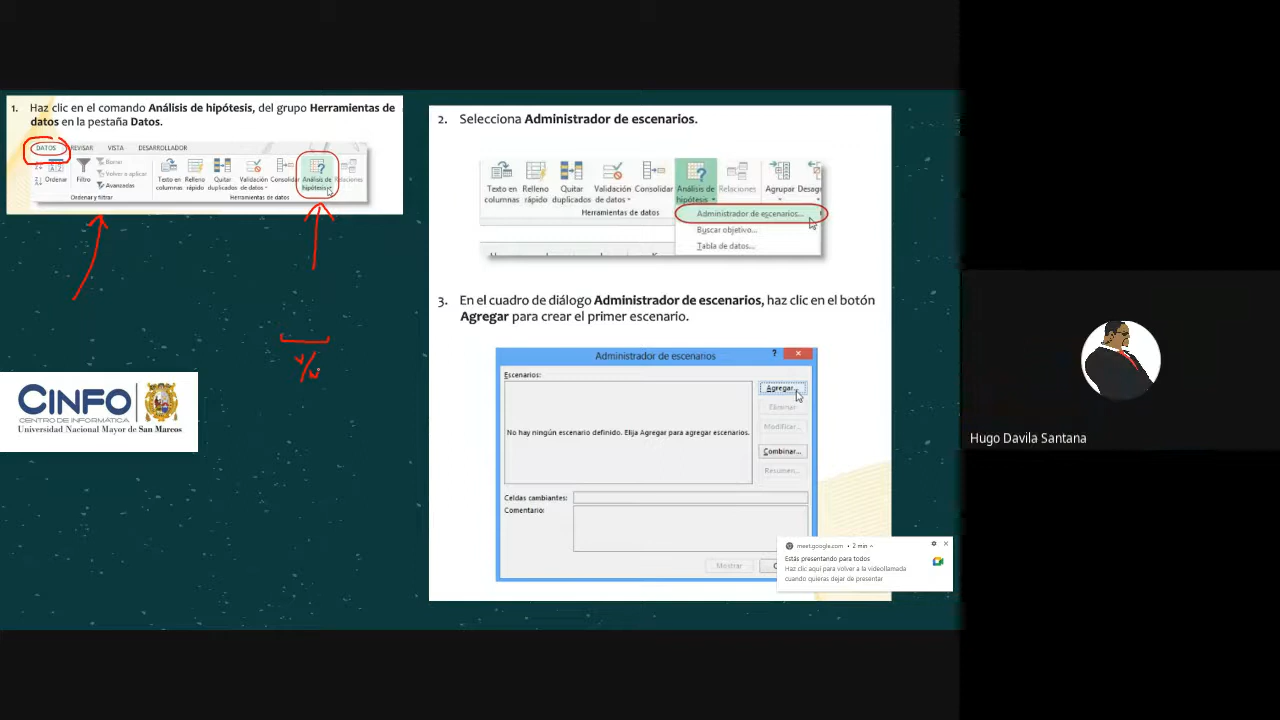 1. Haz clic en el comando Análisis de hipótesis, del grupo Herramientas de
datos en la pestaña Datos.
DATOS REVISAR VISTA DESARROLLADOR
Ordenar
Filtro
Borrar
Volver a aplicar
Avanzadas
Ordenar y filtrar
Texto en
columnas
Relleno
rápido
Quitar
duplicados
Validación
de datos
Consolidar
Análisis de
hipótesis
Relaciones
Herramientas de datos
CINFO
CENTRO DE INFORMÁTICA
Universidad Nacional Mayor de San Marcos
2. Selecciona Administrador de escenarios.
Texto en
columnas
Relleno
rápido
Quitar
duplicados
Validación
de datos
Consolidar
Análisis de
hipótesis
Relaciones
Agrupar
Desag
Herramientas de datos
Administrador de escenarios...
Buscar objetivo...
Tabla de datos...
3. En el cuadro de diálogo Administrador de escenarios, haz clic en el botón
Agregar para crear el primer escenario.
Administrador de escenarios
?
Escenarios:
No hay ningún escenario definido. Elija Agregar para agregar escenarios.
Agregar...
Eliminar
Modificar...
Combinar...
Resumen...
Celdas cambiantes:
Comentario:
Mostrar
meet.google.com • 2 min
Estás presentando para todos
Haz clic aquí para volver a la videollamada
cuando quieras dejar de presentar
Hugo Davila Santana